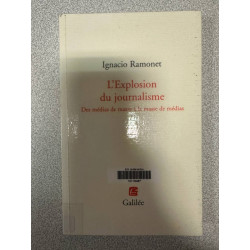 Ignacio Ramonet
L'Explosion
du journalisme
Des médias de masse à la masse de médias
Galilée